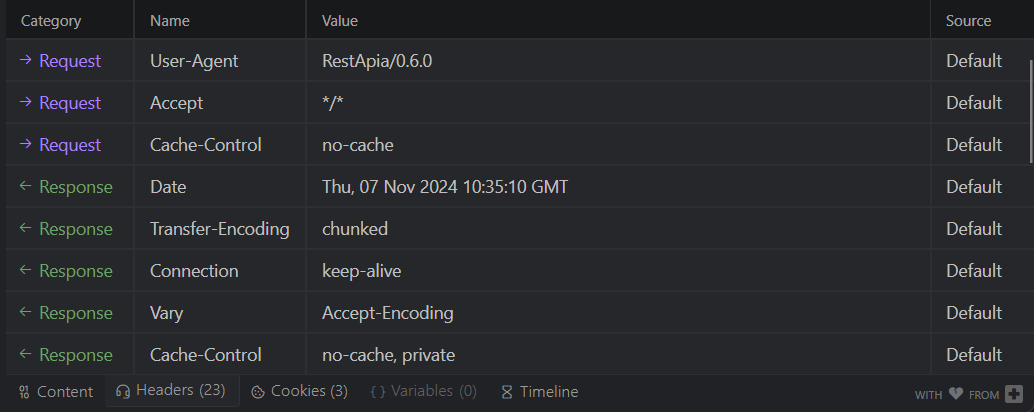 Category Name Value Source
→ Request User-Agent RestApia/0.6.0 Default
→ Request Accept */* Default
→ Request Cache-Control no-cache Default
← Response Date Thu, 07 Nov 2024 10:35:10 GMT Default
← Response Transfer-Encoding chunked Default
← Response Connection keep-alive Default
← Response Vary Accept-Encoding Default
← Response Cache-Control no-cache, private Default
Content Headers (23) Cookies (3) { } Variables (0) Timeline WITH FROM